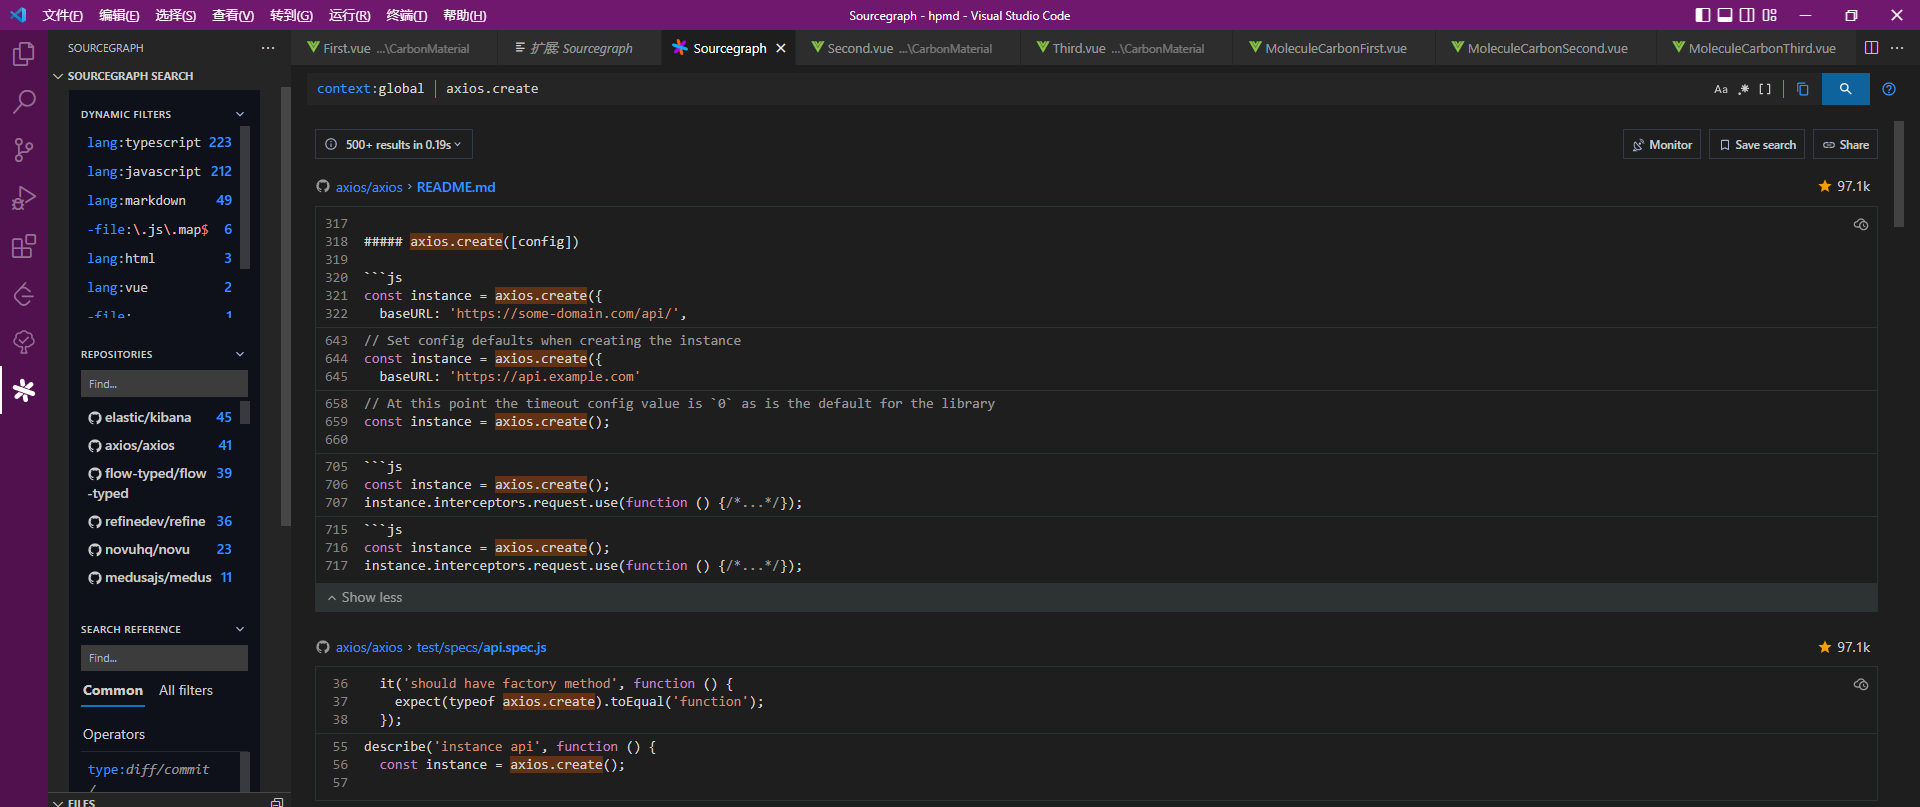 文件(F) 编辑(E) 选择(S) 查看(V) 转到(G) 运行(R) 终端(T) 帮助(H)
Sourcegraph - hpmd - Visual Studio Code
SOURCEGRAPH
SOURCEGRAPH SEARCH
DYNAMIC FILTERS
lang:typescript 223
lang:javascript 212
lang:markdown 49
-file:\.js\.map$ 6
lang:html 3
lang:vue 2
-file: 1
REPOSITORIES
Find...
elastic/kibana 45
axios/axios 41
flow-typed/flow 39
-typed
refinedev/refine 36
novuhq/novu 23
medusajs/medus 11
SEARCH REFERENCE
Find...
Common All filters
Operators
type:diff/commit
/
FILES
First.vue ...\CarbonMaterial
扩展: Sourcegraph
Sourcegraph
Second.vue ...\CarbonMaterial
Third.vue ...\CarbonMaterial
MoleculeCarbonFirst.vue
MoleculeCarbonSecond.vue
MoleculeCarbonThird.vue
context:global axios.create
Aa .* []
500+ results in 0.19s
Monitor
Save search
Share
axios/axios › README.md
97.1k
317
318 ##### axios.create([config])
319
320 ```js
321 const instance = axios.create({
322 baseURL: 'https://some-domain.com/api/',
643 // Set config defaults when creating the instance
644 const instance = axios.create({
645 baseURL: 'https://api.example.com'
658 // At this point the timeout config value is `0` as is the default for the library
659 const instance = axios.create();
660
705 ```js
706 const instance = axios.create();
707 instance.interceptors.request.use(function () {/*...*/});
715 ```js
716 const instance = axios.create();
717 instance.interceptors.request.use(function () {/*...*/});
Show less
axios/axios › test/specs/api.spec.js
97.1k
36 it('should have factory method', function () {
37 expect(typeof axios.create).toEqual('function');
38 });
55 describe('instance api', function () {
56 const instance = axios.create();
57